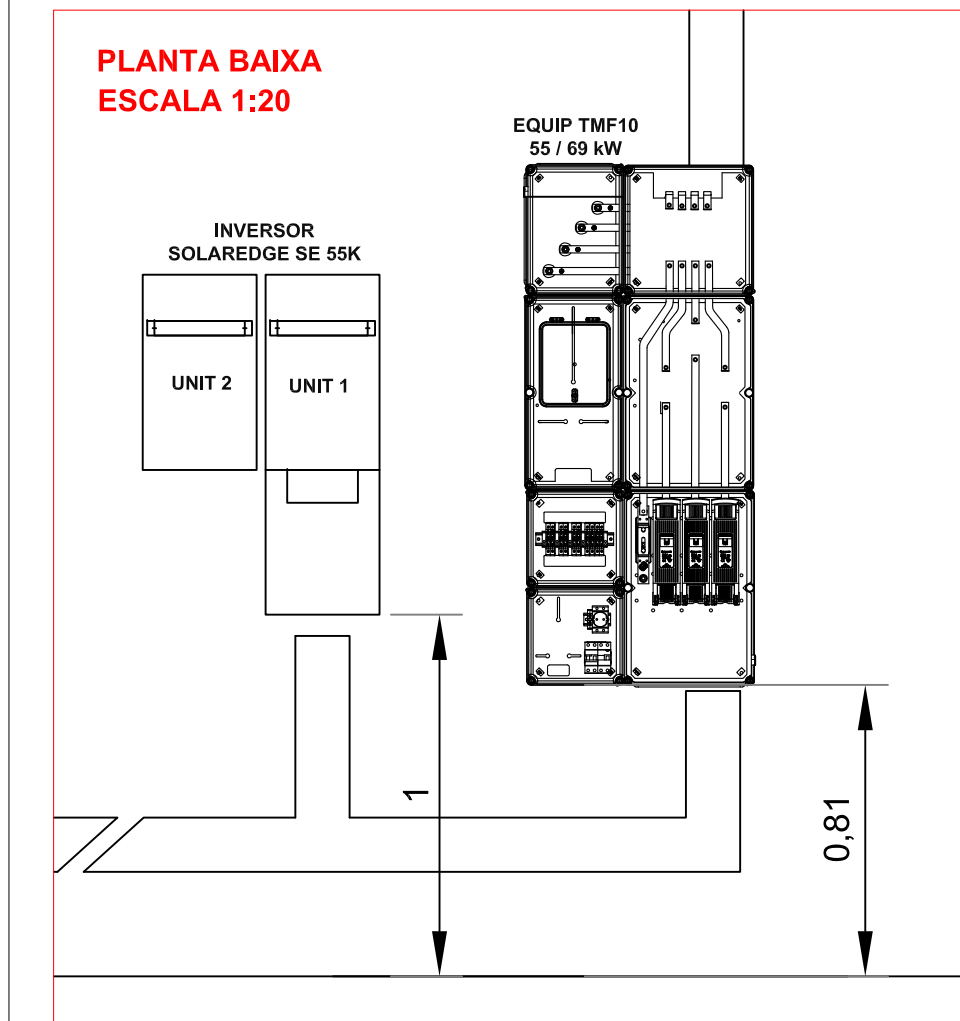 PLANTA BAIXA
ESCALA 1:20
EQUIP TMF10
55 / 69 kW
INVERSOR
SOLAREDGE SE 55K
UNIT 2
UNIT 1
1
0,81